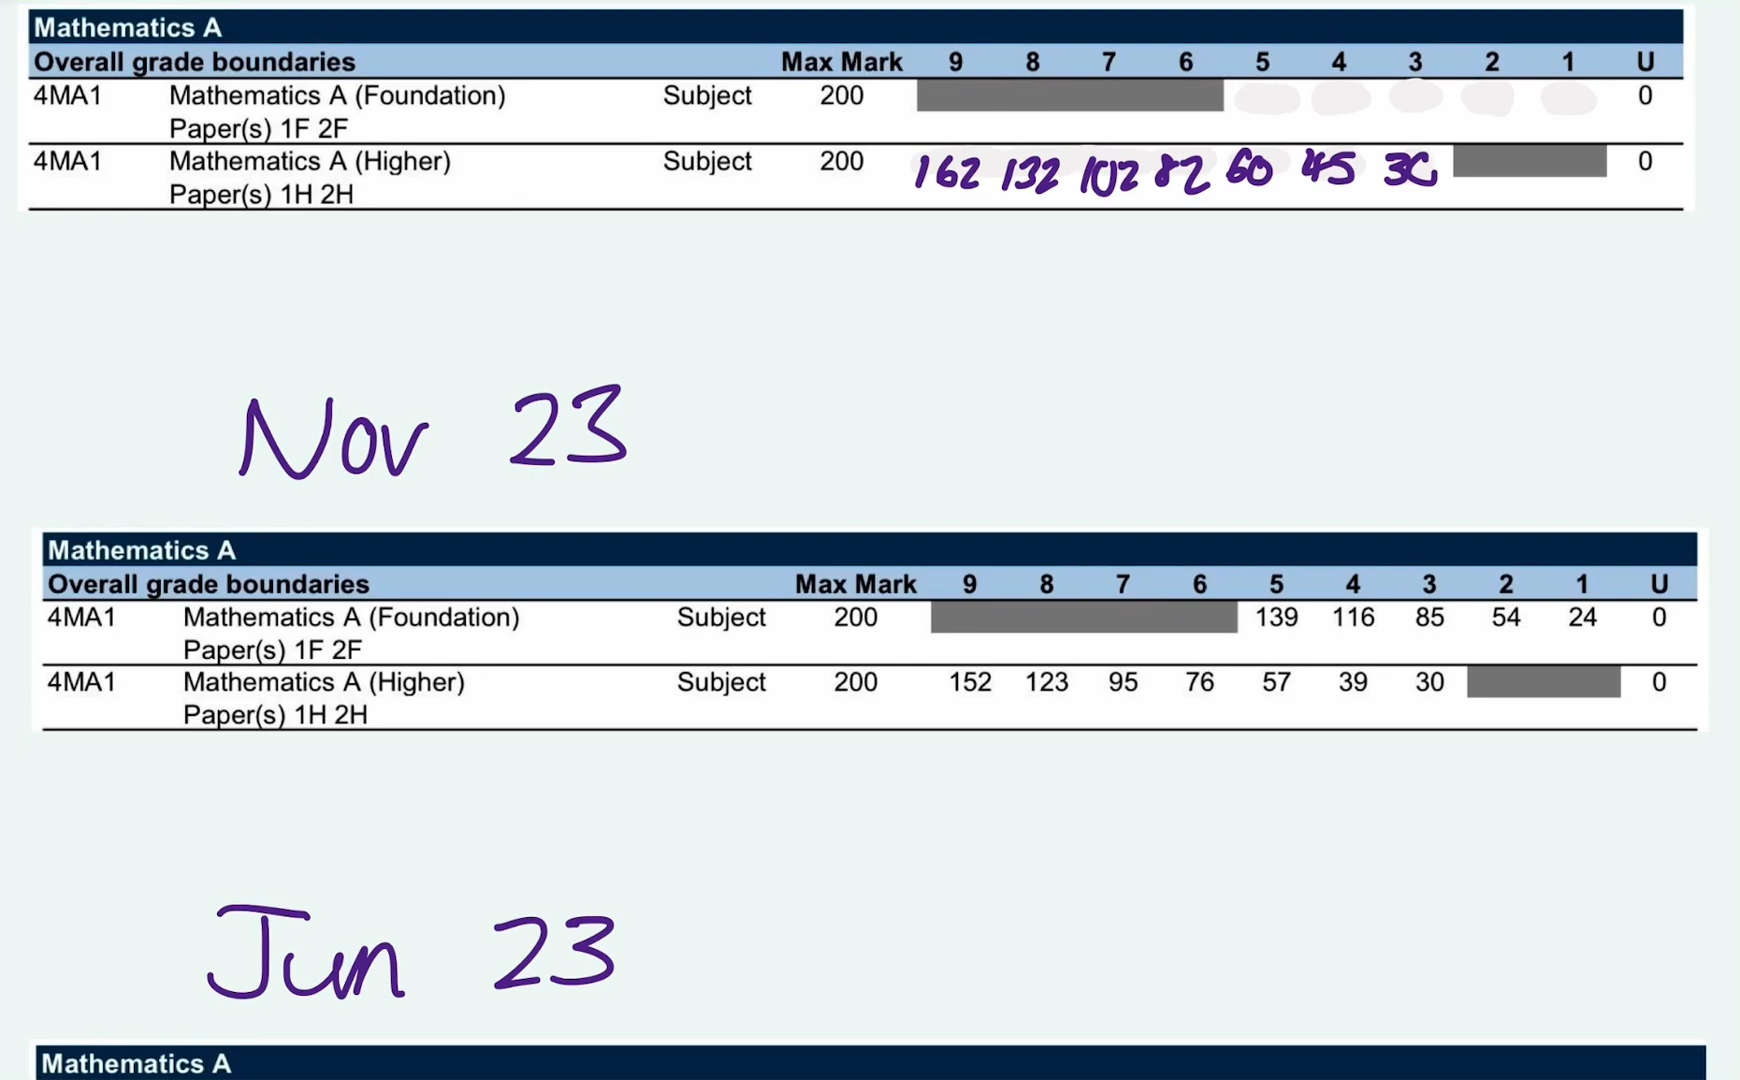 Mathematics A
Overall grade boundaries Max Mark 9 8 7 6 5 4 3 2 1 U
4MA1 Mathematics A (Foundation) Subject 200 0
Paper(s) 1F 2F
4MA1 Mathematics A (Higher) Subject 200 162 132 102 82 60 45 30 0
Paper(s) 1H 2H
Nov 23
Mathematics A
Overall grade boundaries Max Mark 9 8 7 6 5 4 3 2 1 U
4MA1 Mathematics A (Foundation) Subject 200 139 116 85 54 24 0
Paper(s) 1F 2F
4MA1 Mathematics A (Higher) Subject 200 152 123 95 76 57 39 30 0
Paper(s) 1H 2H
Jun 23
Mathematics A